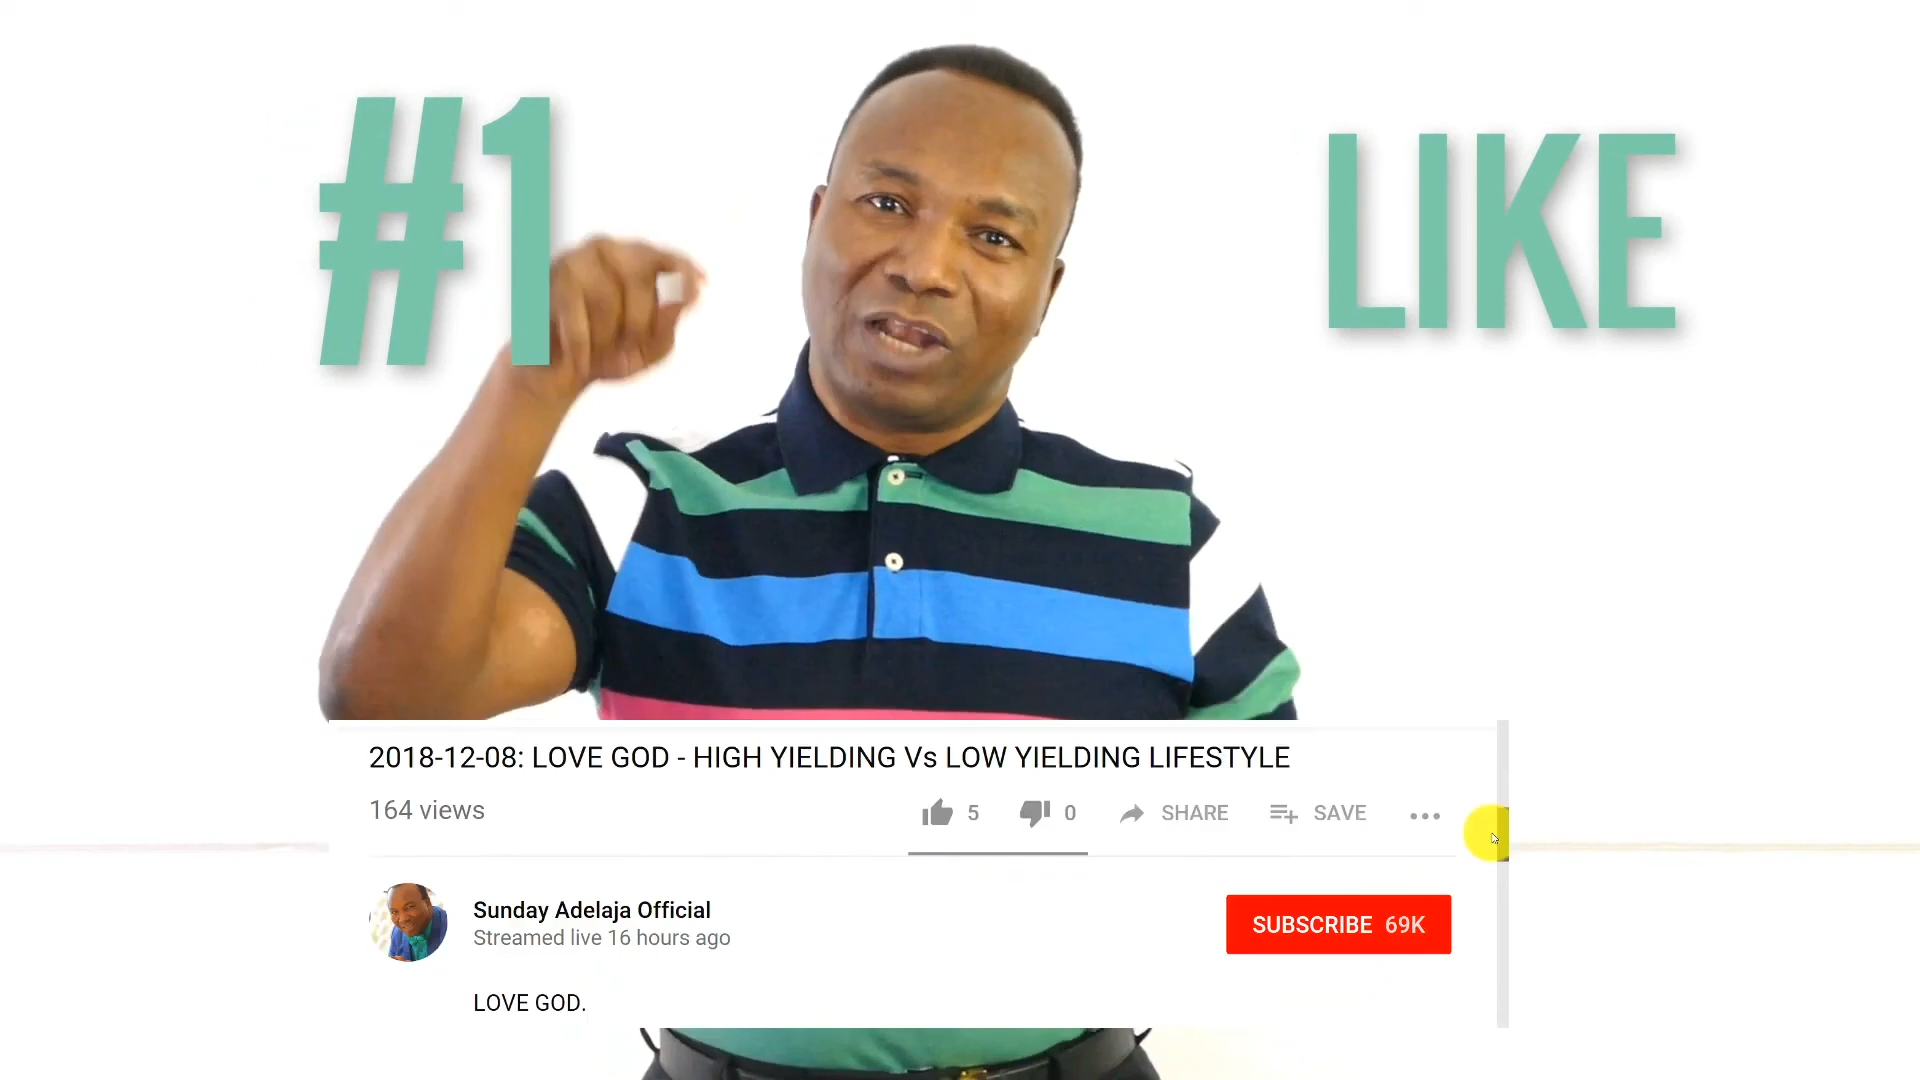 #1
LIKE
2018-12-08: LOVE GOD - HIGH YIELDING Vs LOW YIELDING LIFESTYLE
164 views
5
0
SHARE
SAVE
Sunday Adelaja Official
SUBSCRIBE 69K
Streamed live 16 hours ago
LOVE GOD.